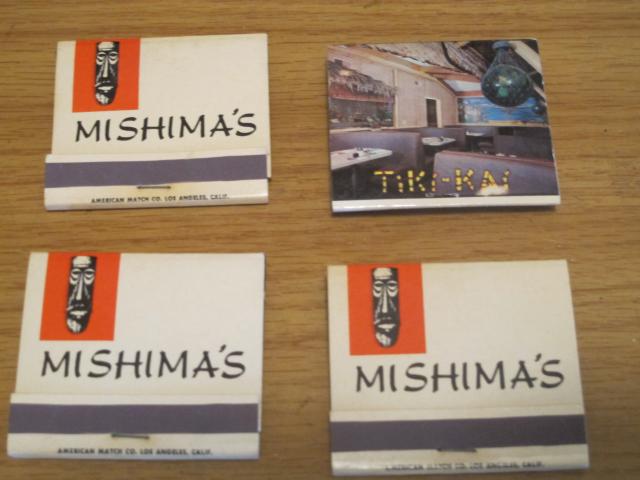 MISHIMA'S
AMERICAN MATCH CO. LOS ANGELES, CALIF.
TiKi-KAi
MISHIMA'S
AMERICAN MATCH CO. LOS ANGELES, CALIF.
MISHIMA'S
AMERICAN MATCH CO. LOS ANGELES, CALIF.